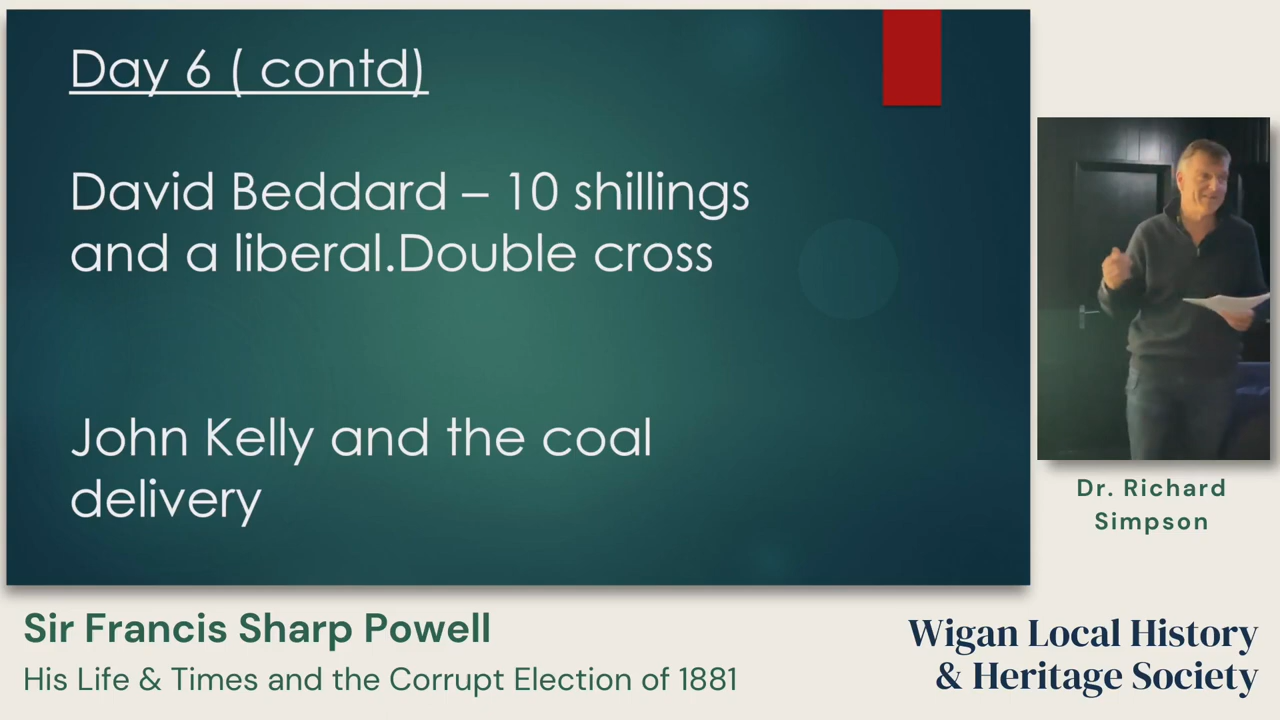 Day 6 ( contd)
David Beddard – 10 shillings
and a liberal.Double cross
John Kelly and the coal
delivery
Dr. Richard
Simpson
Sir Francis Sharp Powell
His Life & Times and the Corrupt Election of 1881
Wigan Local History
& Heritage Society